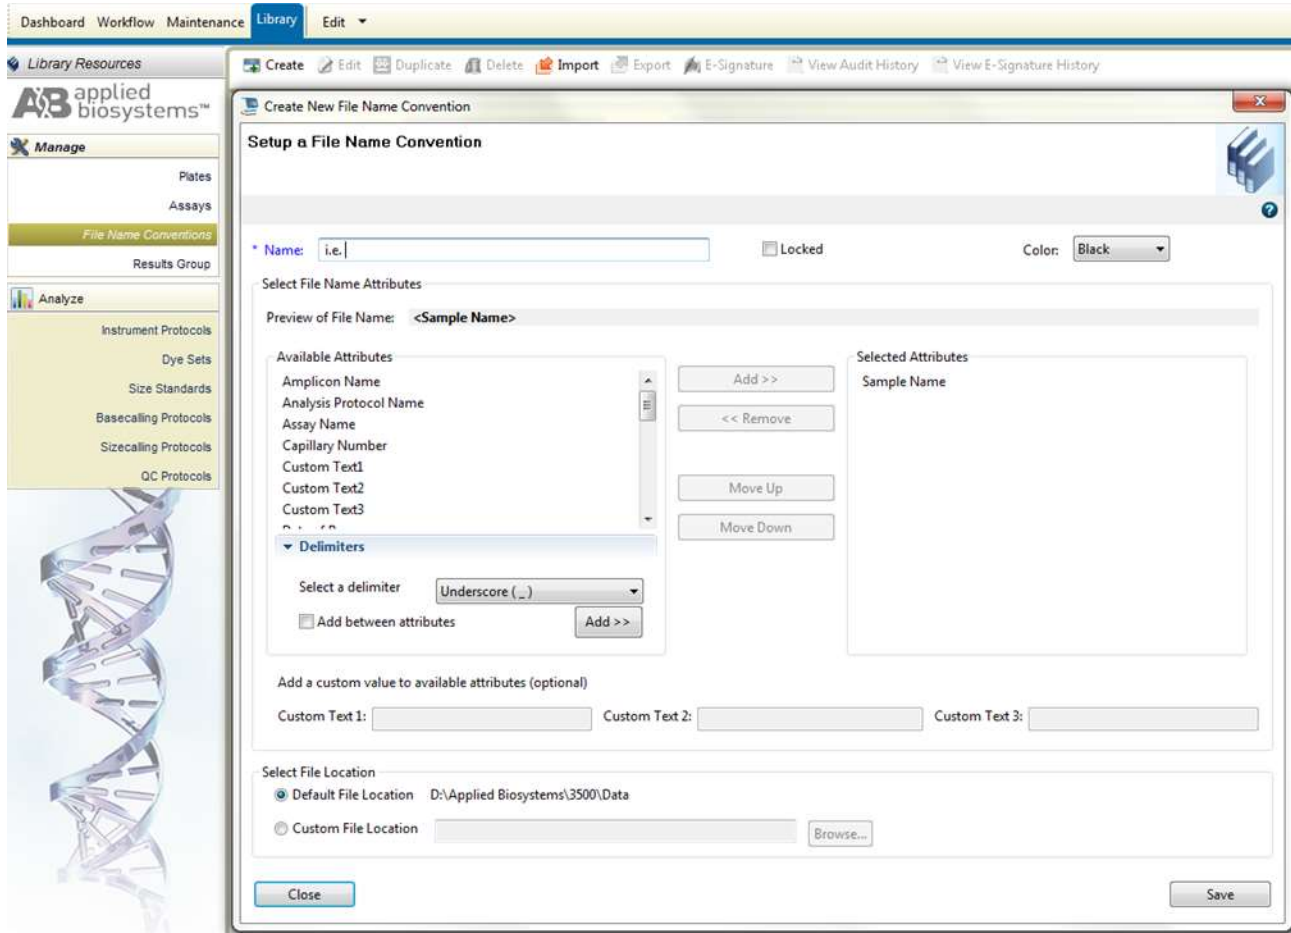 Dashboard Workflow Maintenance Library Edit
Library Resources
Create Edit Duplicate Delete Import Export E-Signature View Audit History View E-Signature History
AB applied
biosystems™
Create New File Name Convention
Setup a File Name Convention
Manage
Plates
Assays
File Name Conventions
Results Group
Analyze
Instrument Protocols
Dye Sets
Size Standards
Basecalling Protocols
Sizecalling Protocols
QC Protocols
* Name: i.e. Locked Color: Black
Select File Name Attributes
Preview of File Name: <Sample Name>
Available Attributes
Amplicon Name
Analysis Protocol Name
Assay Name
Capillary Number
Custom Text1
Custom Text2
Custom Text3
Add >>
<< Remove
Move Up
Move Down
Selected Attributes
Sample Name
Delimiters
Select a delimiter Underscore ( _ )
Add between attributes Add >>
Add a custom value to available attributes (optional)
Custom Text 1: Custom Text 2: Custom Text 3:
Select File Location
Default File Location D:\Applied Biosystems\3500\Data
Custom File Location Browse...
Close Save